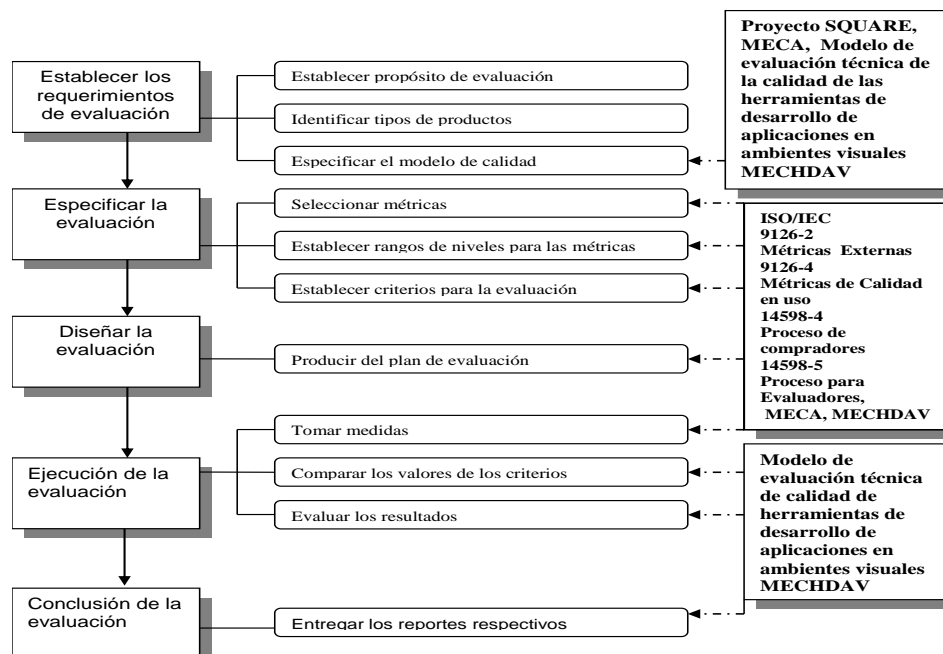 Establecer los
requerimientos
de evaluación
Establecer propósito de evaluación
Identificar tipos de productos
Especificar el modelo de calidad
Proyecto SQUARE,
MECA, Modelo de
evaluación técnica de
la calidad de las
herramientas de
desarrollo de
aplicaciones en
ambientes visuales
MECHDAV
Especificar la
evaluación
Seleccionar métricas
Establecer rangos de niveles para las métricas
Establecer criterios para la evaluación
ISO/IEC
9126-2
Métricas Externas
9126-4
Métricas de Calidad
en uso
14598-4
Proceso de
compradores
14598-5
Proceso para
Evaluadores,
MECA, MECHDAV
Diseñar la
evaluación
Producir del plan de evaluación
Ejecución de la
evaluación
Tomar medidas
Comparar los valores de los criterios
Evaluar los resultados
Modelo de
evaluación técnica
de calidad de
herramientas de
desarrollo de
aplicaciones en
ambientes visuales
MECHDAV
Conclusión de la
evaluación
Entregar los reportes respectivos